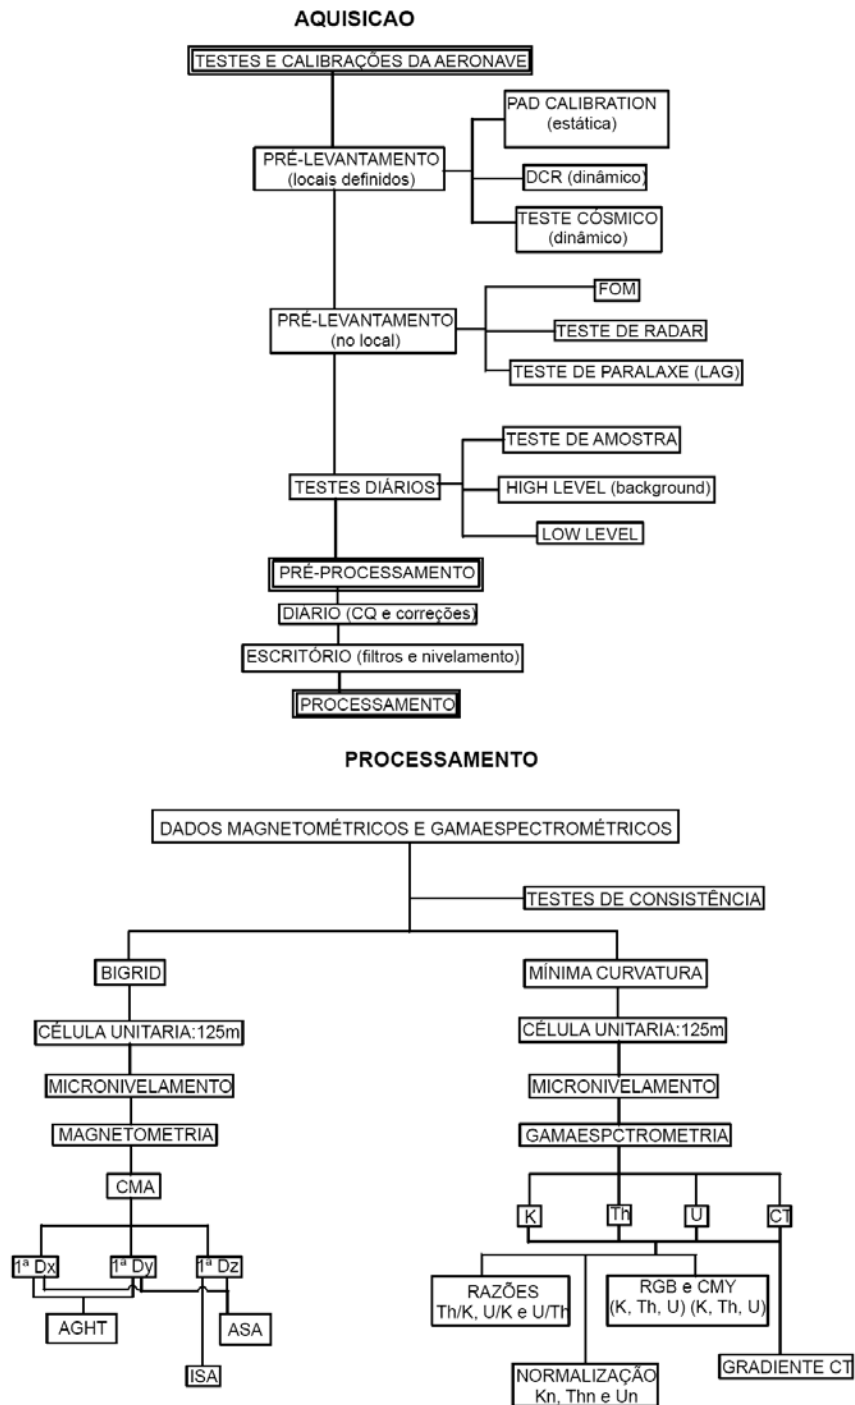 AQUISICAO
TESTES E CALIBRAÇÕES DA AERONAVE
PAD CALIBRATION
(estática)
PRÉ-LEVANTAMENTO
(locais definidos)
DCR (dinâmico)
TESTE CÓSMICO
(dinâmico)
FOM
PRÉ-LEVANTAMENTO
(no local)
TESTE DE RADAR
TESTE DE PARALAXE (LAG)
TESTE DE AMOSTRA
TESTES DIÁRIOS
HIGH LEVEL (background)
LOW LEVEL
PRÉ-PROCESSAMENTO
DIÁRIO (CQ e correções)
ESCRITÓRIO (filtros e nivelamento)
PROCESSAMENTO
PROCESSAMENTO
DADOS MAGNETOMÉTRICOS E GAMAESPECTROMÉTRICOS
TESTES DE CONSISTÊNCIA
BIGRID
MÍNIMA CURVATURA
CÉLULA UNITARIA:125m
CÉLULA UNITARIA:125m
MICRONIVELAMENTO
MICRONIVELAMENTO
MAGNETOMETRIA
GAMAESPCTROMETRIA
CMA
K
Th
U
CT
1ª Dx
1ª Dy
1ª Dz
RAZÕES
Th/K, U/K e U/Th
RGB e CMY
(K, Th, U) (K, Th, U)
AGHT
ASA
ISA
GRADIENTE CT
NORMALIZAÇÃO
Kn, Thn e Un